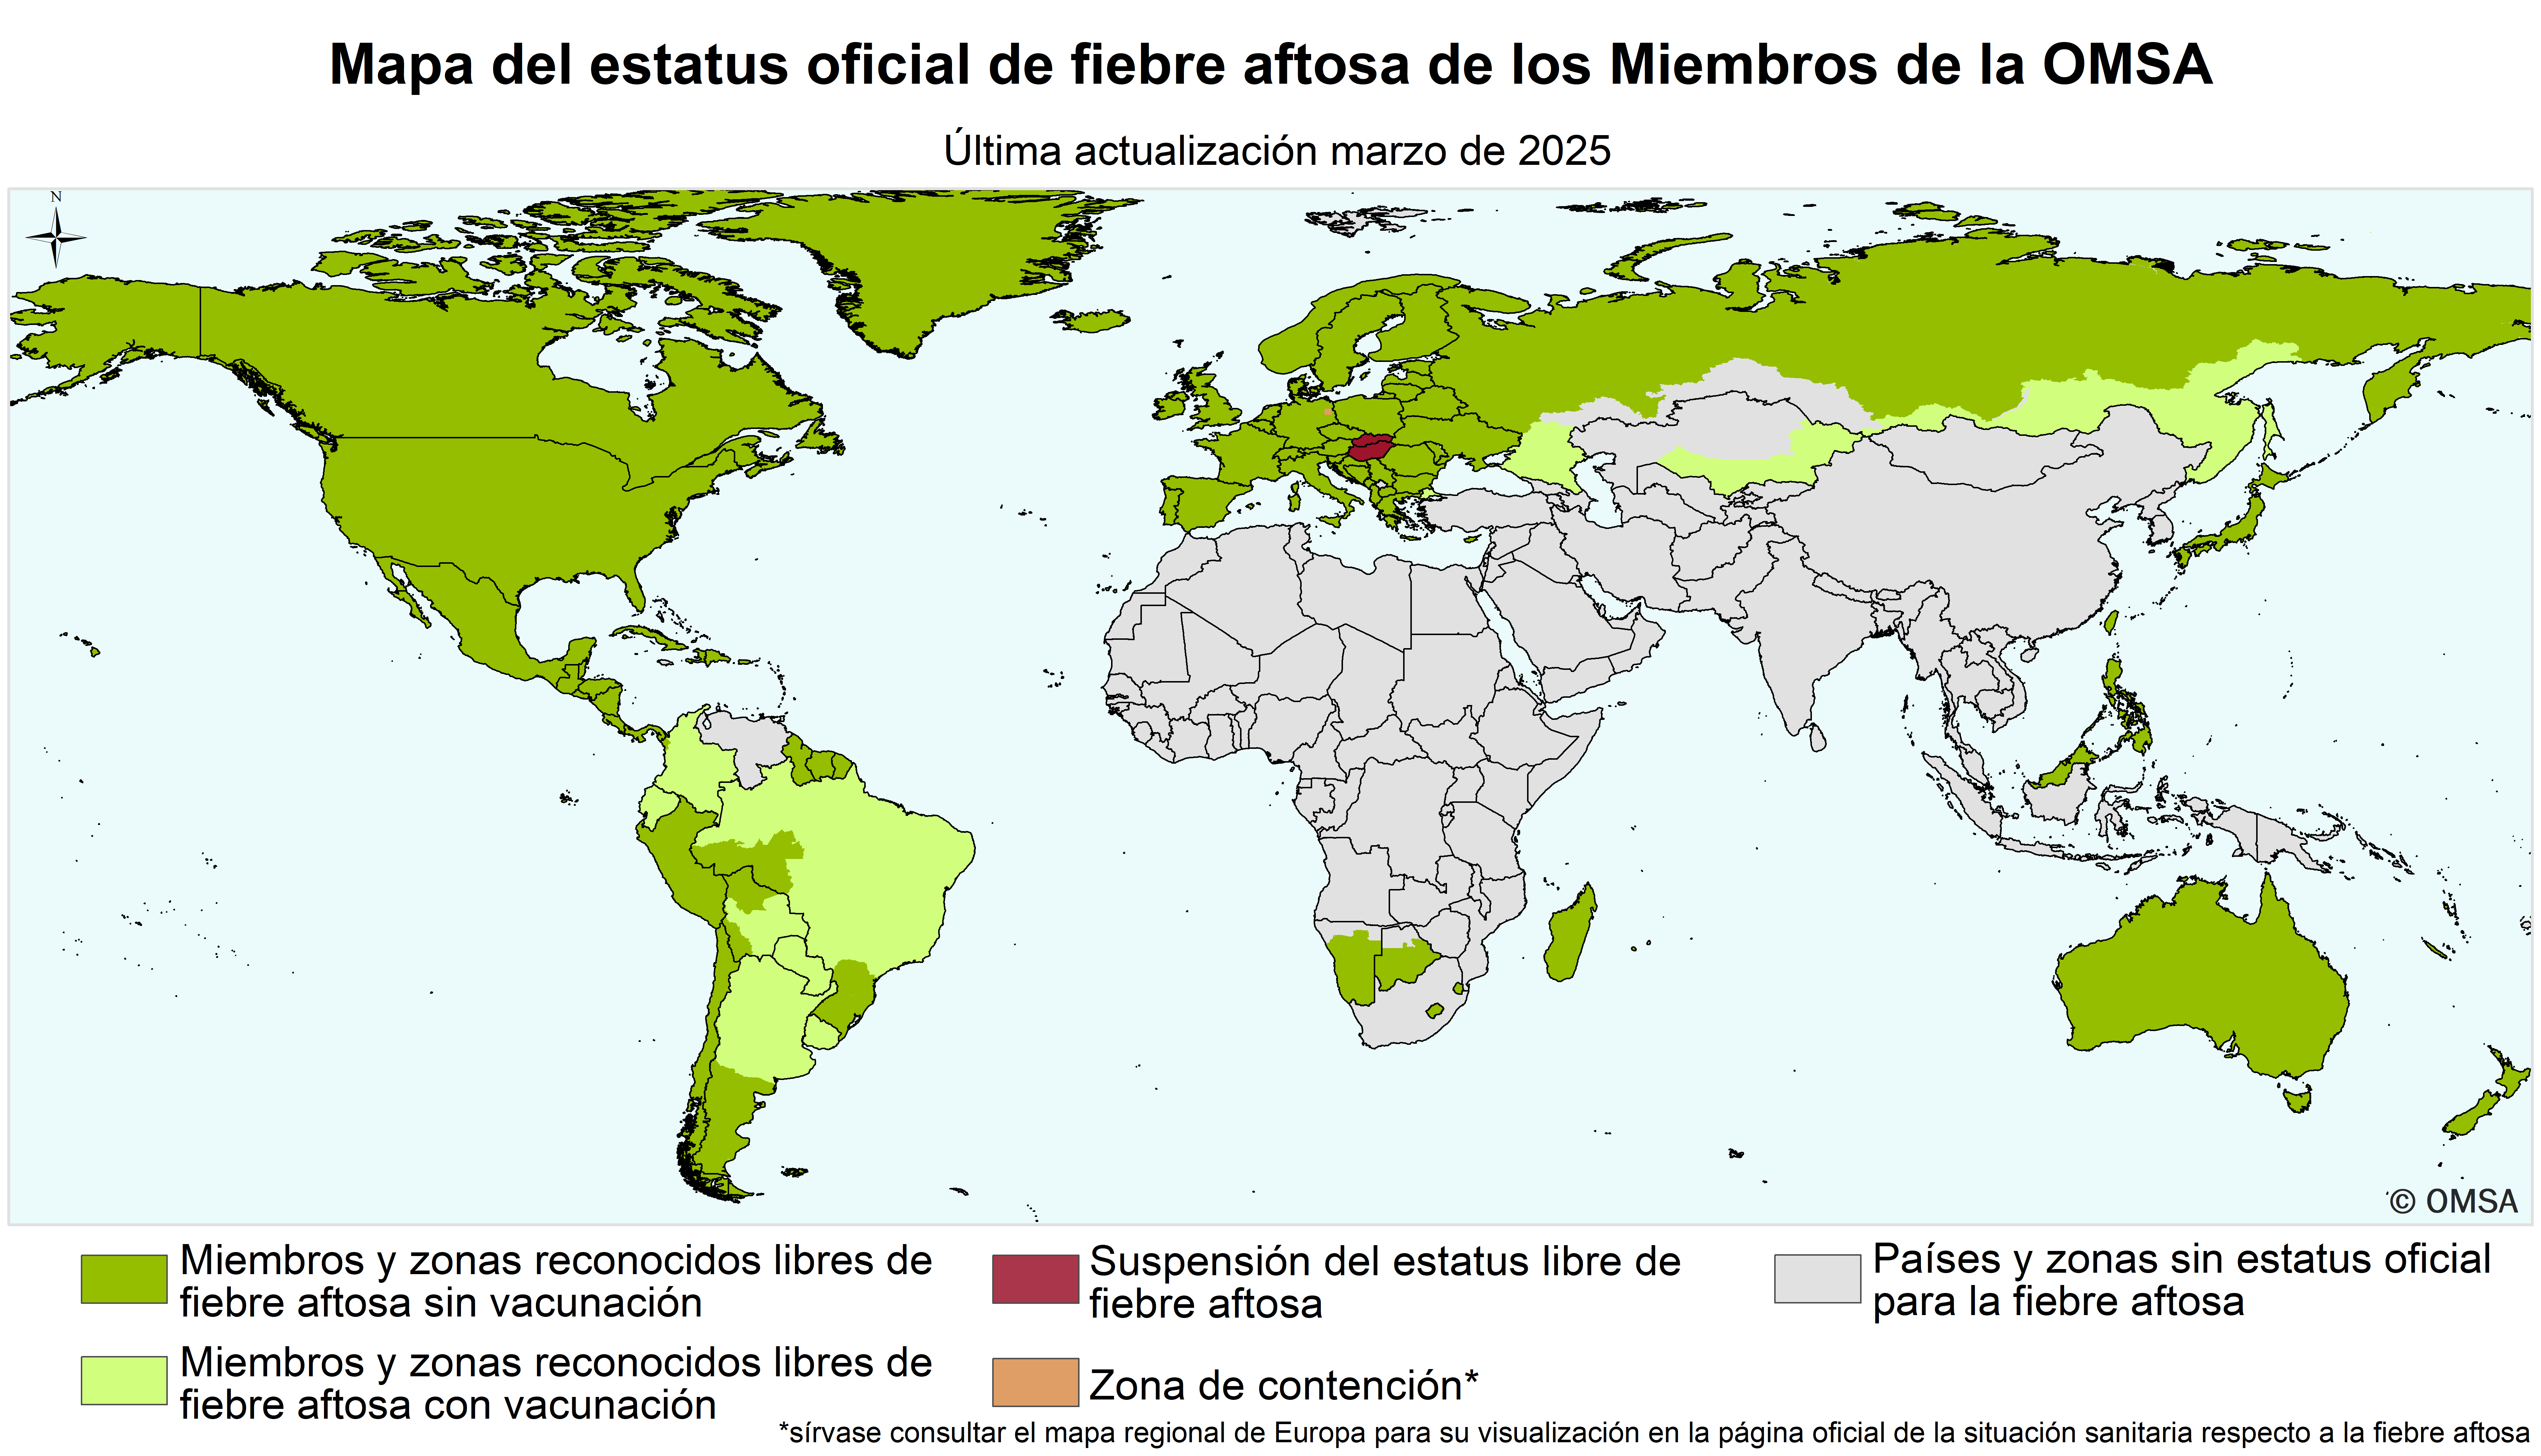 Mapa del estatus oficial de fiebre aftosa de los Miembros de la OMSA
Última actualización marzo de 2025
N
© OMSA
Miembros y zonas reconocidos libres de
fiebre aftosa sin vacunación
Suspensión del estatus libre de
fiebre aftosa
Países y zonas sin estatus oficial
para la fiebre aftosa
Miembros y zonas reconocidos libres de
fiebre aftosa con vacunación
Zona de contención*
*sírvase consultar el mapa regional de Europa para su visualización en la página oficial de la situación sanitaria respecto a la fiebre aftosa